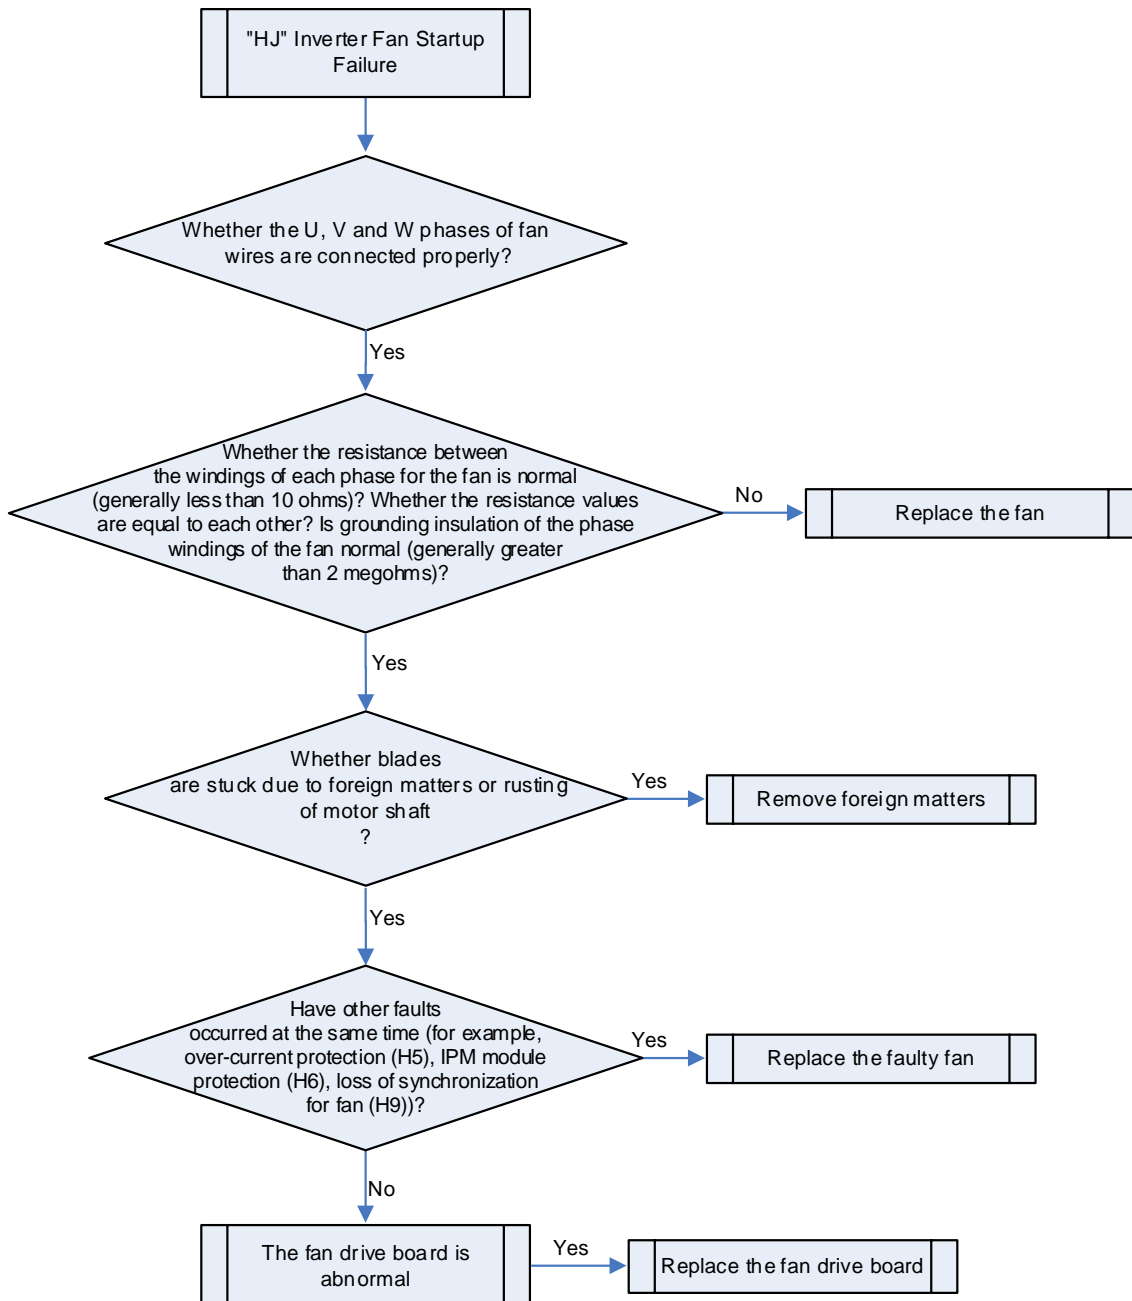 "HJ" Inverter Fan Startup
Failure
Whether the U, V and W phases of fan
wires are connected properly?
Yes
Whether the resistance between
the windings of each phase for the fan is normal
(generally less than 10 ohms)? Whether the resistance values
are equal to each other? Is grounding insulation of the phase
windings of the fan normal (generally greater
than 2 megohms)?
No
Replace the fan
Yes
Whether blades
are stuck due to foreign matters or rusting
of motor shaft
?
Yes
Remove foreign matters
Yes
Have other faults
occurred at the same time (for example,
over-current protection (H5), IPM module
protection (H6), loss of synchronization
for fan (H9))?
Yes
Replace the faulty fan
No
The fan drive board is
abnormal
Yes
Replace the fan drive board